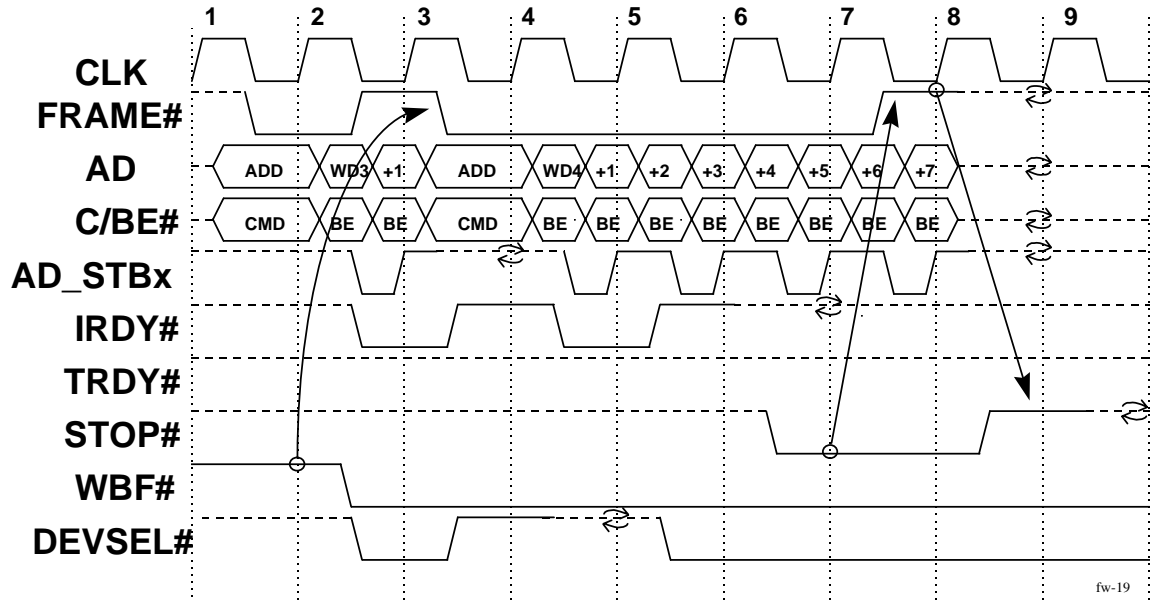 1 2 3 4 5 6 7 8 9
CLK
FRAME#
AD ADD WD3 +1 ADD WD4 +1 +2 +3 +4 +5 +6 +7
C/BE# CMD BE BE CMD BE BE BE BE BE BE BE BE
AD_STBx
IRDY#
TRDY#
STOP#
WBF#
DEVSEL#
fw-19